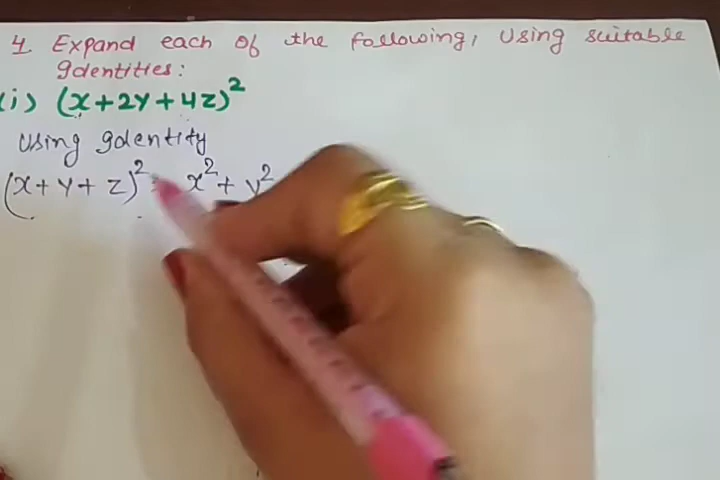 4. Expand each of the following, using suitable
Identities:
(i) (x+2y+4z)²
Using Identity
(x+y+z)² = x²+y²